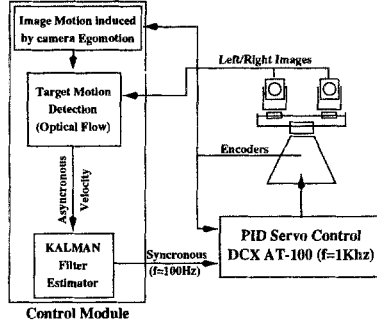 Image Motion induced
by camera Egomotion
Left/Right Images
Target Motion
Detection
(Optical Flow)
Encoders
Asyncronous
Velocity
KALMAN
Filter
Estimator
Syncronous
(f=100Hz)
PID Servo Control
DCX AT-100 (f=1Khz)
Control Module